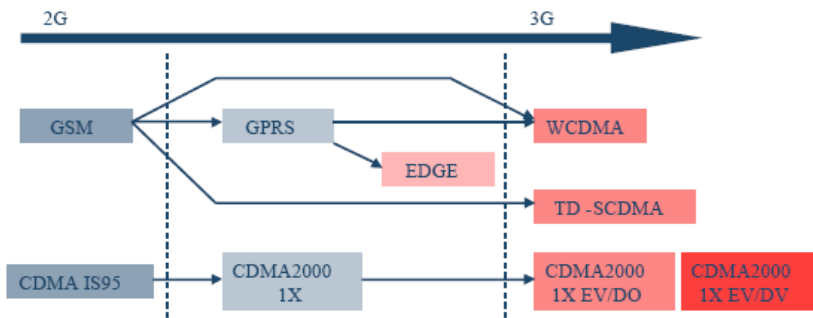 2G
3G
GSM
GPRS
WCDMA
EDGE
TD -SCDMA
CDMA IS95
CDMA2000
1X
CDMA2000
1X EV/DO
CDMA2000
1X EV/DV